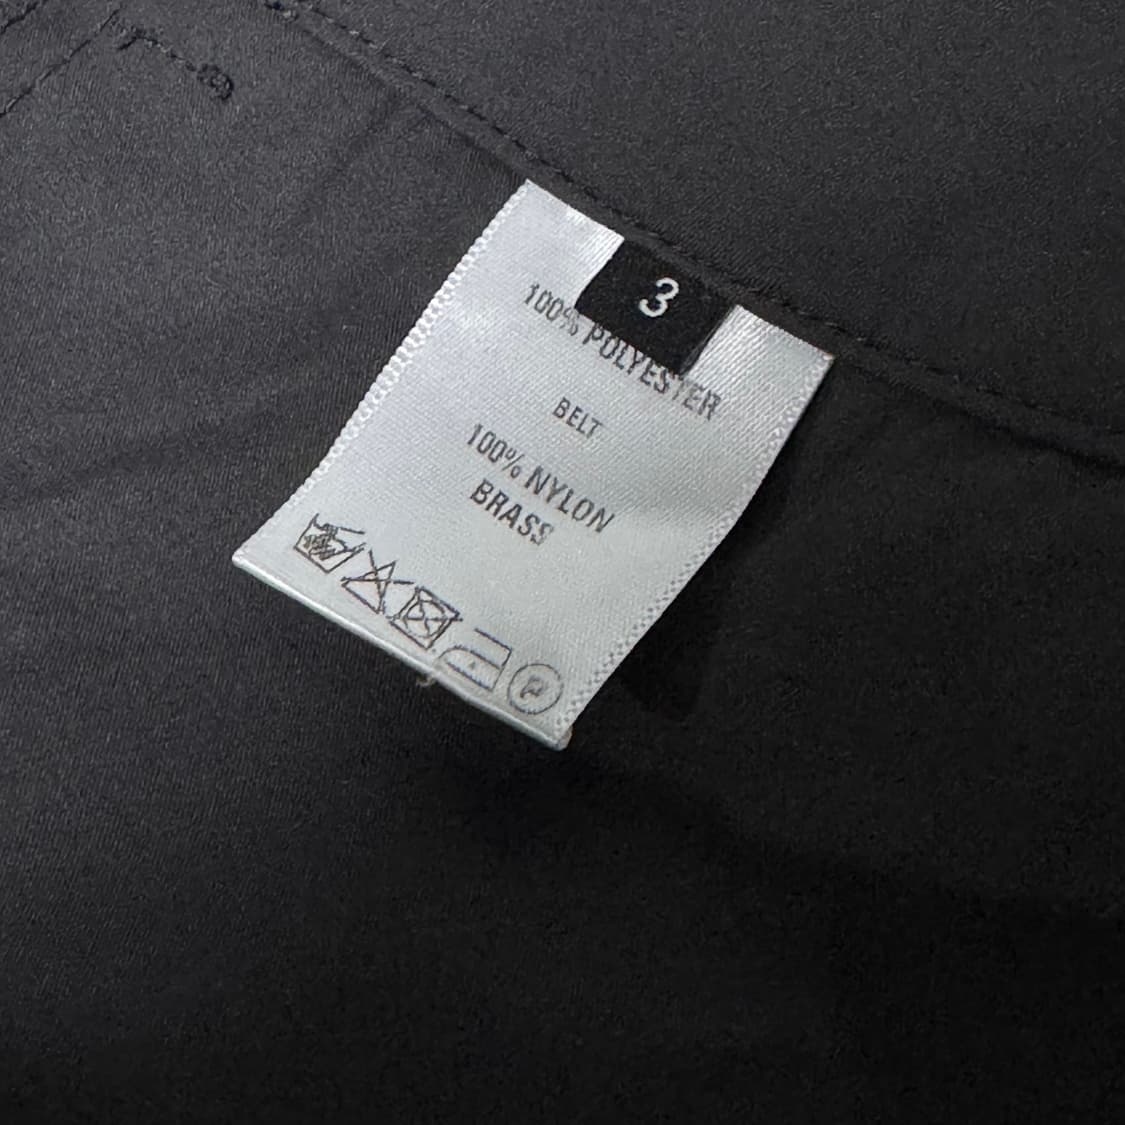 3
100% POLYESTER
BELT
100% NYLON
BRASS
P